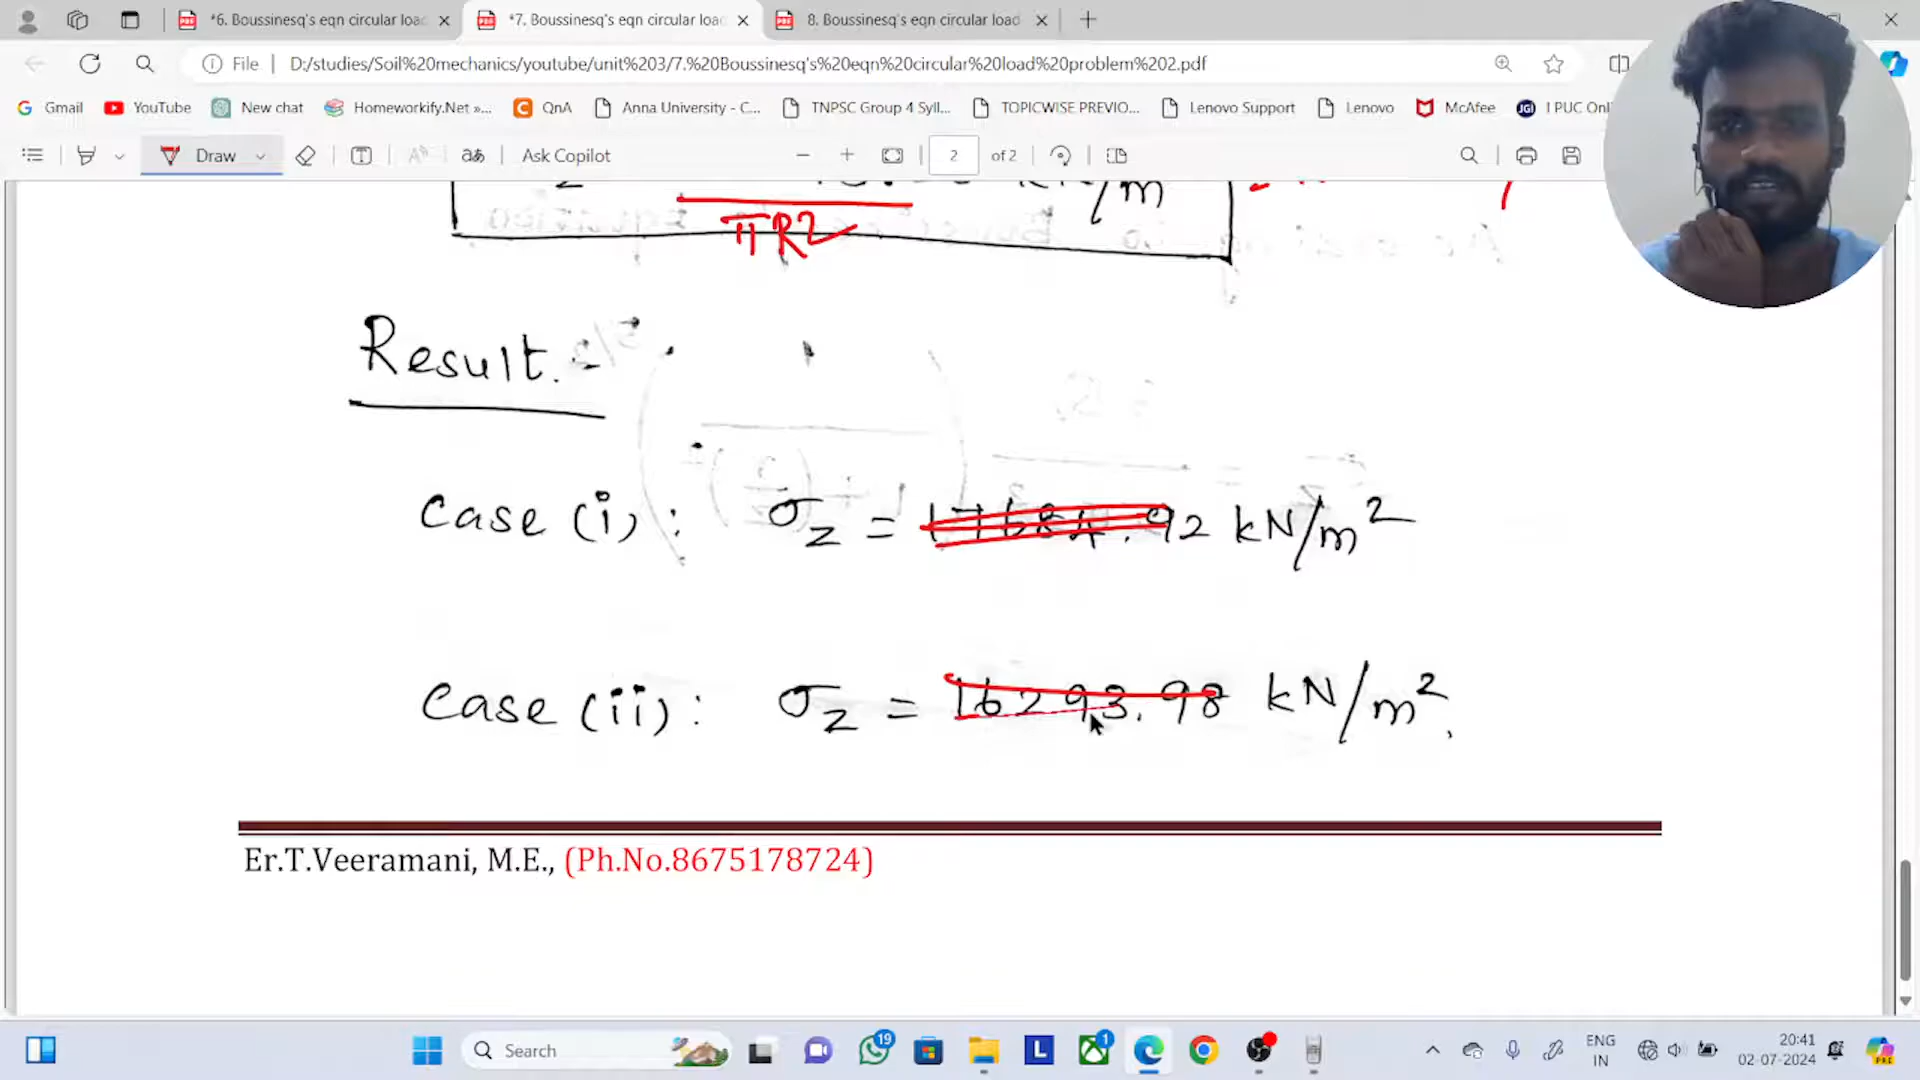 *6. Boussinesq's eqn circular loa
*7. Boussinesq's eqn circular loa
8. Boussinesq's eqn circular load
File
D:/studies/Soil%20mechanics/youtube/unit%203/7.%20Boussinesq's%20eqn%20circular%20load%20problem%202.pdf
Gmail
YouTube
New chat
Homeworkify.Net »...
QnA
Anna University - C...
TNPSC Group 4 Syll...
TOPICWISE PREVIO...
Lenovo Support
Lenovo
McAfee
I PUC Onl
Draw
Ask Copilot
2 of 2
πR2
Result.
Case (i) : σz = 17684.92 kN/m²
Case (ii) : σz = 16293.98 kN/m².
Er.T.Veeramani, M.E., (Ph.No.8675178724)
Search
19
1
ENG
IN
20:41
02-07-2024